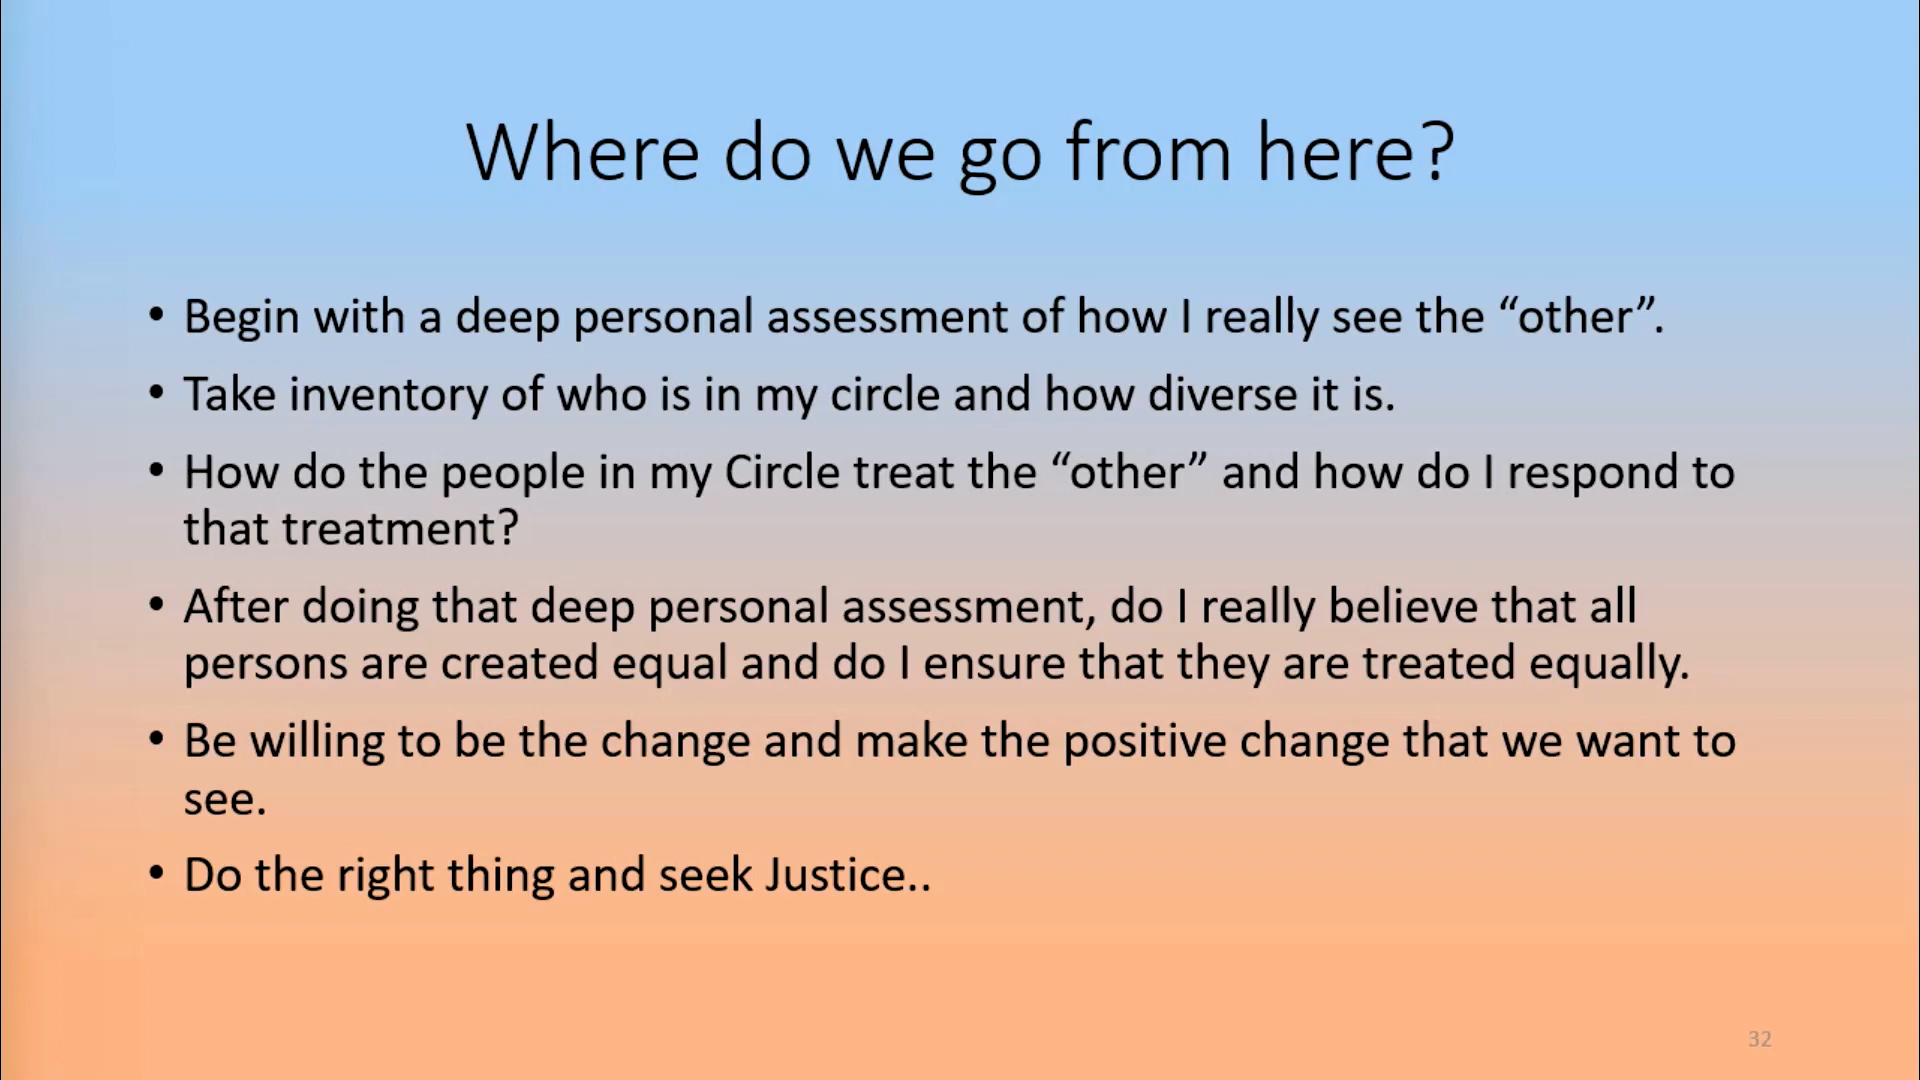 Where do we go from here?
• Begin with a deep personal assessment of how I really see the “other”.
• Take inventory of who is in my circle and how diverse it is.
• How do the people in my Circle treat the “other” and how do I respond to
that treatment?
• After doing that deep personal assessment, do I really believe that all
persons are created equal and do I ensure that they are treated equally.
• Be willing to be the change and make the positive change that we want to
see.
• Do the right thing and seek Justice..
32